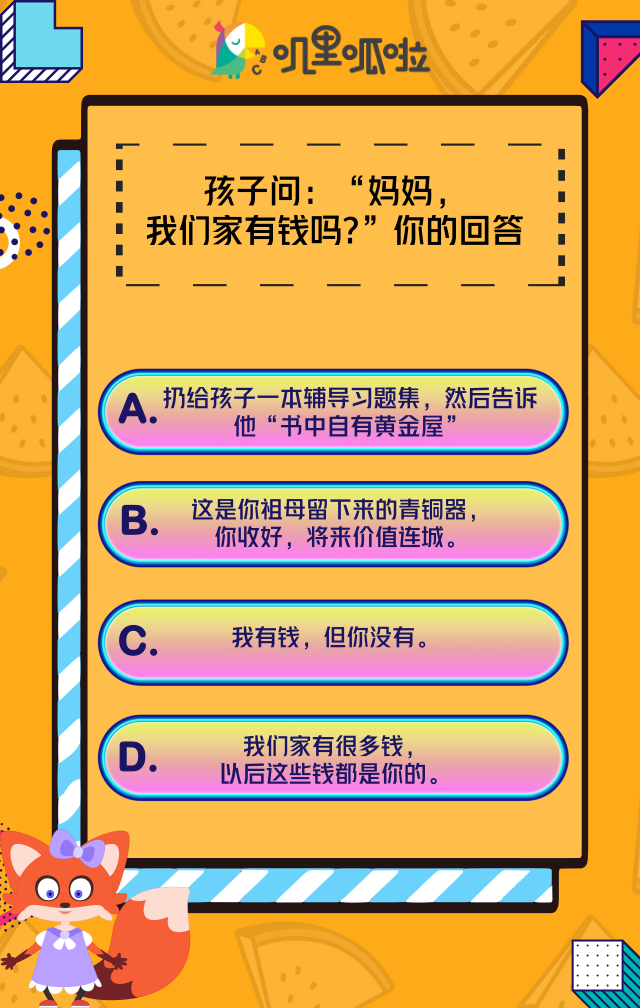 ABC
叽里呱啦
孩子问：“妈妈，
我们家有钱吗?”你的回答
A. 扔给孩子一本辅导习题集，然后告诉
他“书中自有黄金屋”
B. 这是你祖母留下来的青铜器，
你收好，将来价值连城。
C. 我有钱，但你没有。
D. 我们家有很多钱，
以后这些钱都是你的。